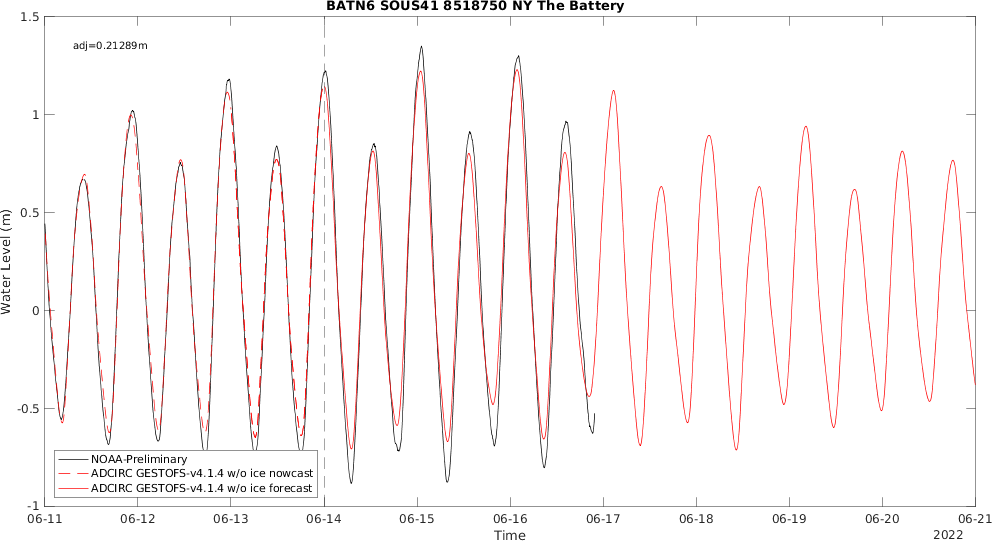 BATN6 SOUS41 8518750 NY The Battery
adj=0.21289m
Water Level (m)
1.5
1
0.5
0
-0.5
-1
NOAA-Preliminary
ADCIRC GESTOFS-v4.1.4 w/o ice nowcast
ADCIRC GESTOFS-v4.1.4 w/o ice forecast
06-11 06-12 06-13 06-14 06-15 06-16 06-17 06-18 06-19 06-20 06-21
Time
2022